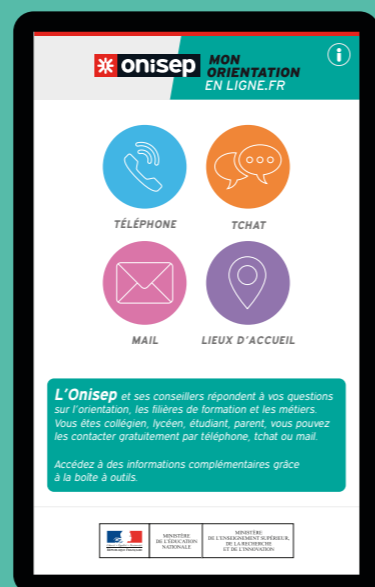 onisep MON
ORIENTATION
EN LIGNE.FR
i
TÉLÉPHONE
TCHAT
MAIL
LIEUX D'ACCUEIL
L'Onisep et ses conseillers répondent à vos questions
sur l'orientation, les filières de formation et les métiers.
Vous êtes collégien, lycéen, étudiant, parent, vous pouvez
les contacter gratuitement par téléphone, tchat ou mail.
Accédez à des informations complémentaires grâce
à la boîte à outils.
MINISTÈRE
DE L'ÉDUCATION
NATIONALE
MINISTÈRE
DE L'ENSEIGNEMENT SUPÉRIEUR,
DE LA RECHERCHE
ET DE L'INNOVATION
RÉPUBLIQUE FRANÇAISE